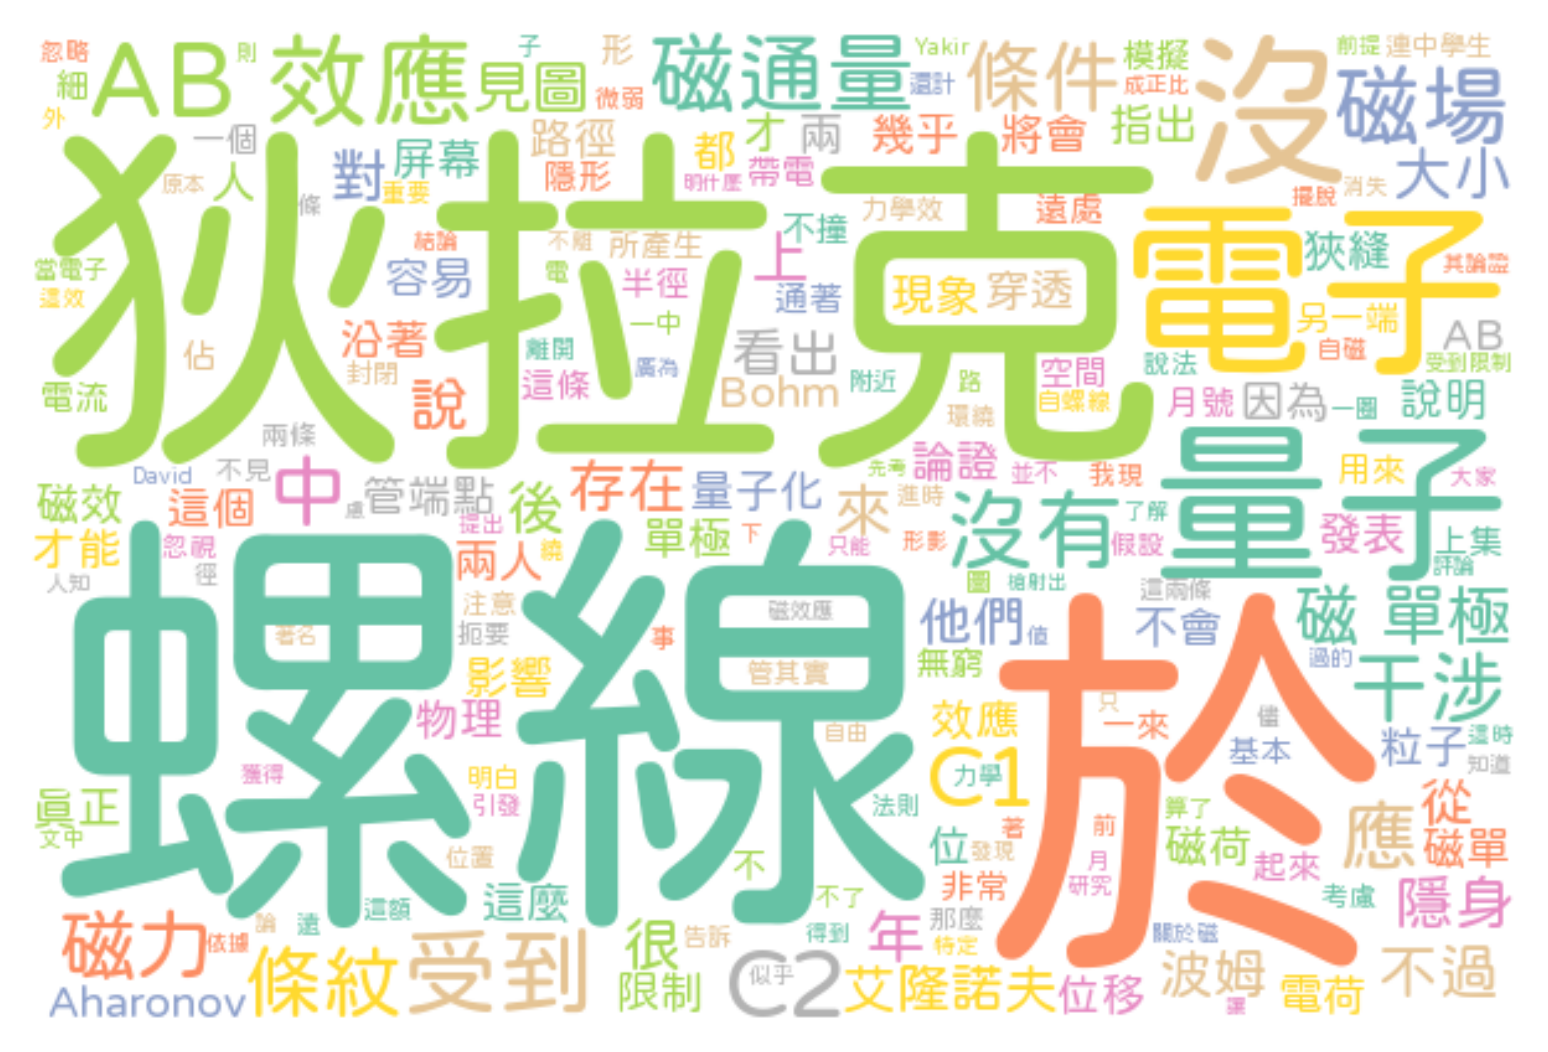 忽略 則 子 形 Yakir 前提 連中學生
細 AB 效應 見圖 微弱 磁通量 還計 條件 模擬 成正比 沒 磁場
外 一個 路徑 才 兩 幾乎 將會 指出
人 對 屏幕 隱形 都 帶電 大小
原本 重要 明什麼 擺脫 消失
狄拉克 條 結論 不撞 力學效 遠處 電子 狹縫
當電子 容易 不離 所產生 上 其論證
這效 電 半徑 通著 現象 穿透 另一端
佔 沿著 一中 看出 自磁 AB
離開 廣為 空間 說法 受到限制
電流 封閉 說 這條 Bohm 附近 路 自螺線 月號 因為 一圈 說明
兩條 環繞
David 不見 中 管端點 存在 量子化 先考 論證 並不 我現 量子 用來 大家
磁效 這個 慮 提出 後 來 進時 沒有 了解
才能 忽視 兩人 繞 單極 下 只能 形影 假設 發表 上集
人知 徑 圖 槍射出 這兩條 評論
螺線 注意 磁效應 他們 值 於 不會 磁 單極
著名 扼要 事 過的
影響 管其實 無窮 干涉
物理 自由 效應 只 一來 儘 粒子 這時
獲得 明白 C1 力學 基本 知道
真正 引發 法則 著 前 算了 從
文中 位置 不 位 發現 月 磁荷 應 磁單
這額 這麼 不了 非常 研究 起來 考慮 隱身
磁力 依據 論 遠 很 告訴 得到 年 那麼 特定 關於磁
條紋 受到 限制 C2 似乎 艾隆諾夫 位移 波姆 電荷 不過
Aharonov 讓